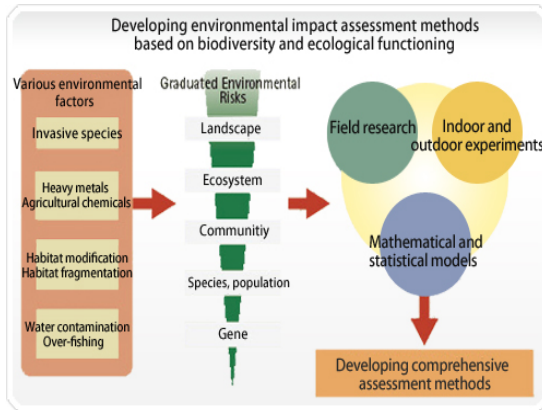 Developing environmental impact assessment methods
based on biodiversity and ecological functioning
Various environmental
factors
Invasive species
Heavy metals
Agricultural chemicals
Habitat modification
Habitat fragmentation
Water contamination
Over-fishing
Graduated Environmental
Risks
Landscape
Ecosystem
Communitiy
Species, population
Gene
Field research
Indoor and
outdoor experiments
Mathematical and
statistical models
Developing comprehensive
assessment methods